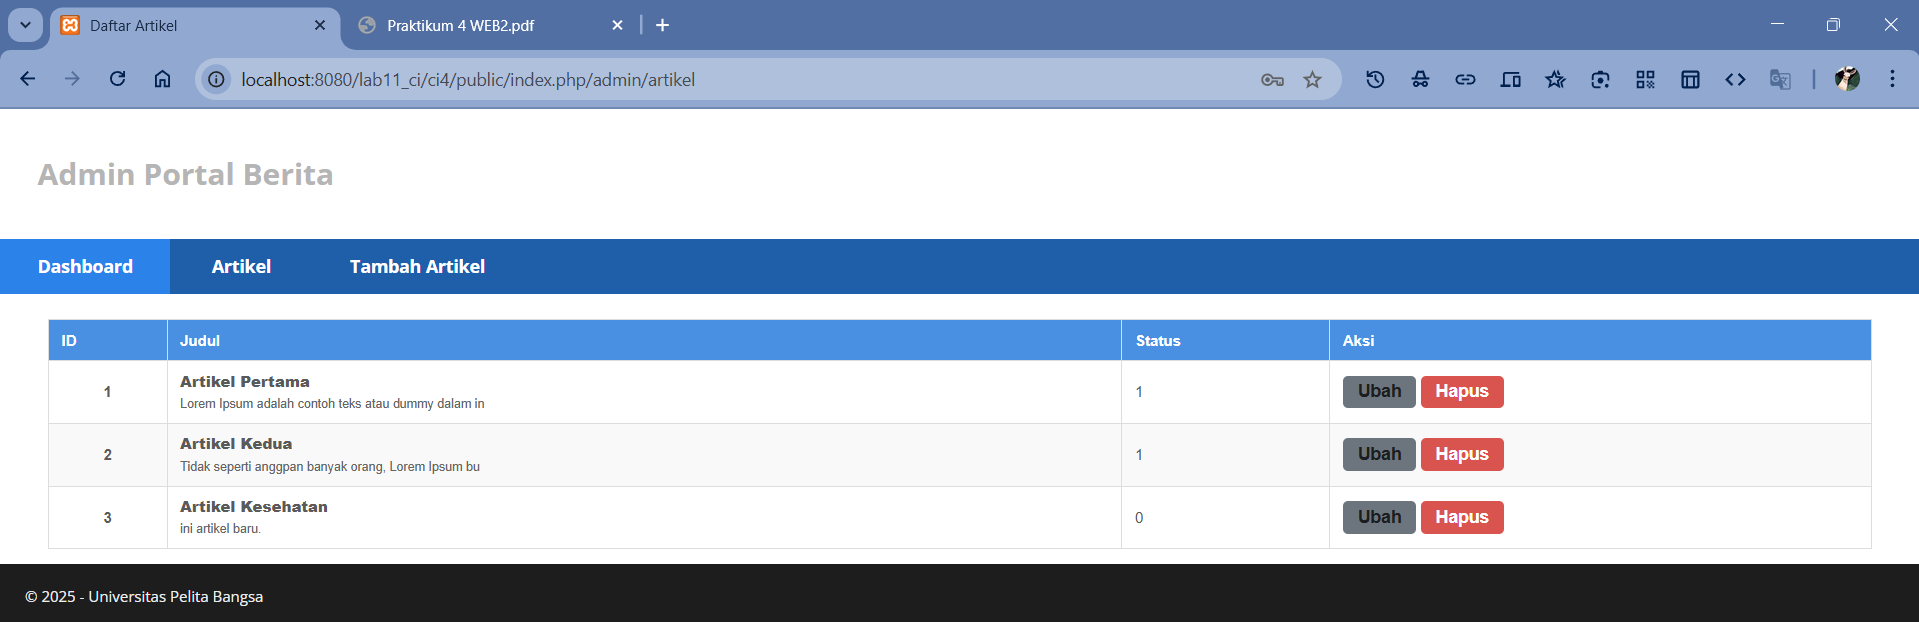 Daftar Artikel
Praktikum 4 WEB2.pdf
localhost:8080/lab11_ci/ci4/public/index.php/admin/artikel
Admin Portal Berita
Dashboard Artikel Tambah Artikel
ID Judul Status Aksi
1 Artikel Pertama 1 Ubah Hapus
Lorem Ipsum adalah contoh teks atau dummy dalam in
2 Artikel Kedua 1 Ubah Hapus
Tidak seperti anggpan banyak orang, Lorem Ipsum bu
3 Artikel Kesehatan 0 Ubah Hapus
ini artikel baru.
© 2025 - Universitas Pelita Bangsa